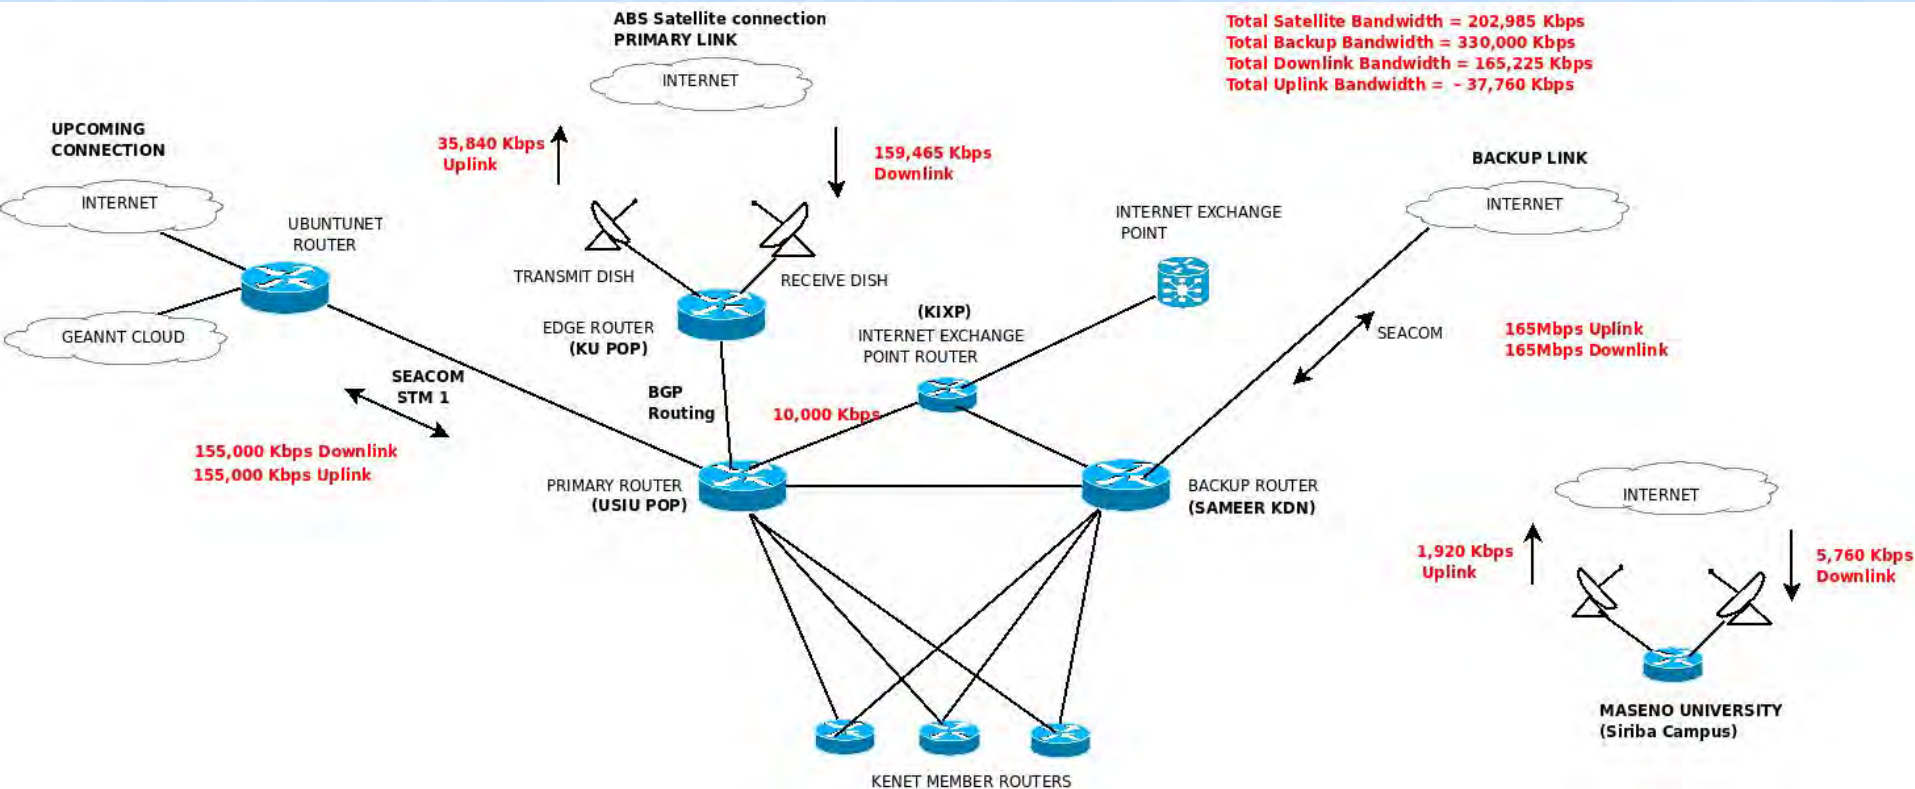 ABS Satellite connection
PRIMARY LINK
INTERNET
Total Satellite Bandwidth = 202,985 Kbps
Total Backup Bandwidth = 330,000 Kbps
Total Downlink Bandwidth = 165,225 Kbps
Total Uplink Bandwidth = - 37,760 Kbps
UPCOMING
CONNECTION
INTERNET
35,840 Kbps
Uplink
159,465 Kbps
Downlink
BACKUP LINK
INTERNET
UBUNTUNET
ROUTER
INTERNET EXCHANGE
POINT
TRANSMIT DISH
RECEIVE DISH
GEANNT CLOUD
EDGE ROUTER
(KU POP)
(KIXP)
INTERNET EXCHANGE
POINT ROUTER
SEACOM
165Mbps Uplink
165Mbps Downlink
SEACOM
STM 1
BGP
Routing
10,000 Kbps
155,000 Kbps Downlink
155,000 Kbps Uplink
PRIMARY ROUTER
(USIU POP)
BACKUP ROUTER
(SAMEER KDN)
INTERNET
1,920 Kbps
Uplink
5,760 Kbps
Downlink
MASENO UNIVERSITY
(Siriba Campus)
KENET MEMBER ROUTERS